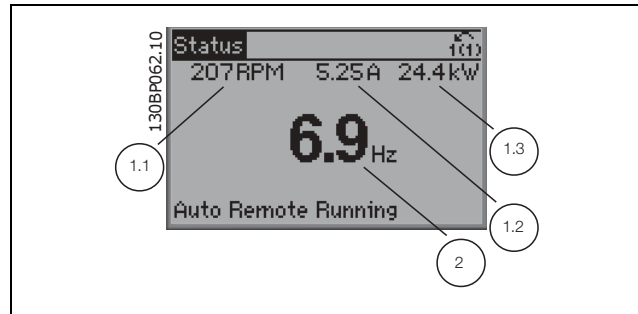 130BP062.10
Status
1(1)
207RPM 5.25A 24.4kW
6.9Hz
1.1
1.3
1.2
Auto Remote Running
2